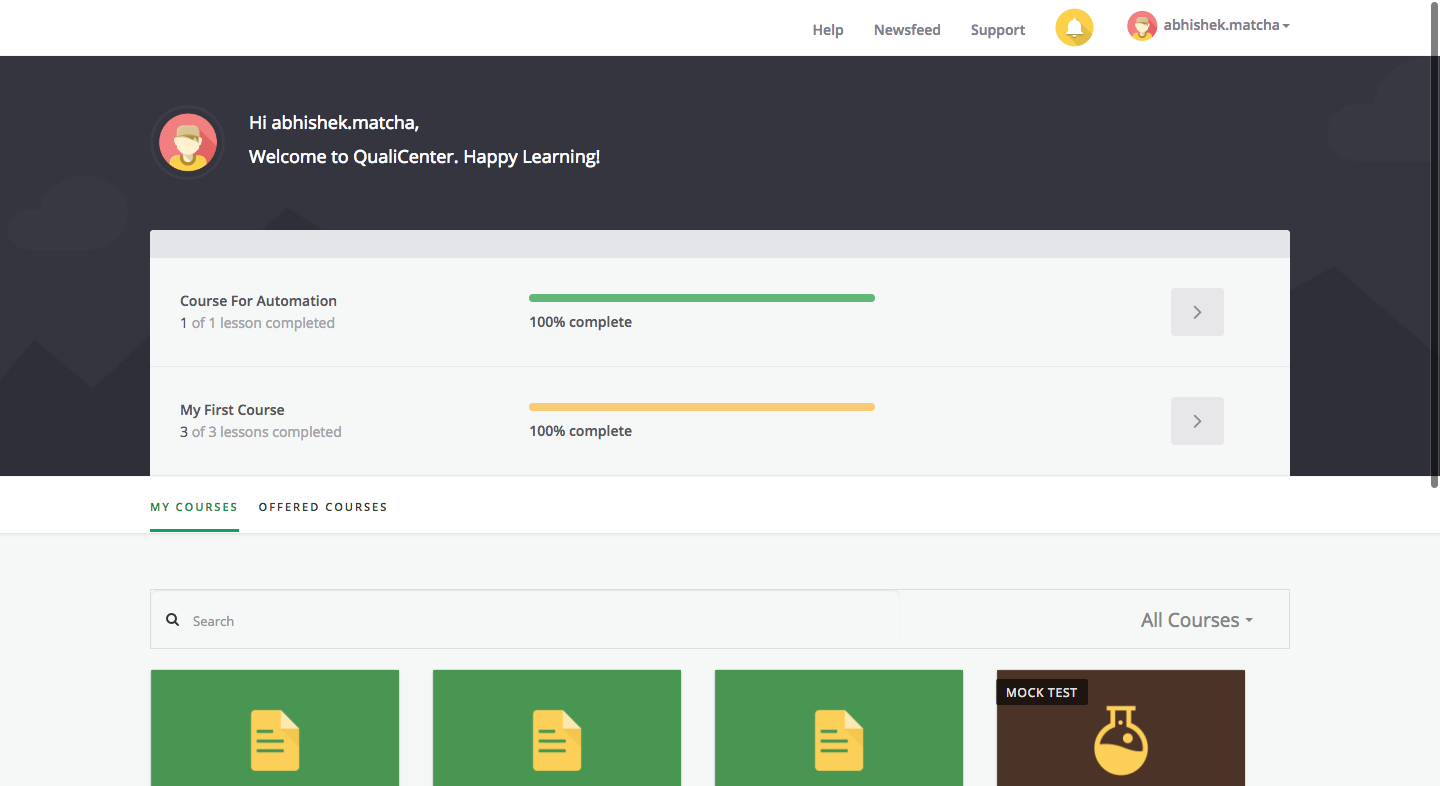 Help Newsfeed Support abhishek.matcha
Hi abhishek.matcha,
Welcome to QualiCenter. Happy Learning!
Course For Automation
1 of 1 lesson completed
100% complete
My First Course
3 of 3 lessons completed
100% complete
MY COURSES OFFERED COURSES
Search All Courses
MOCK TEST